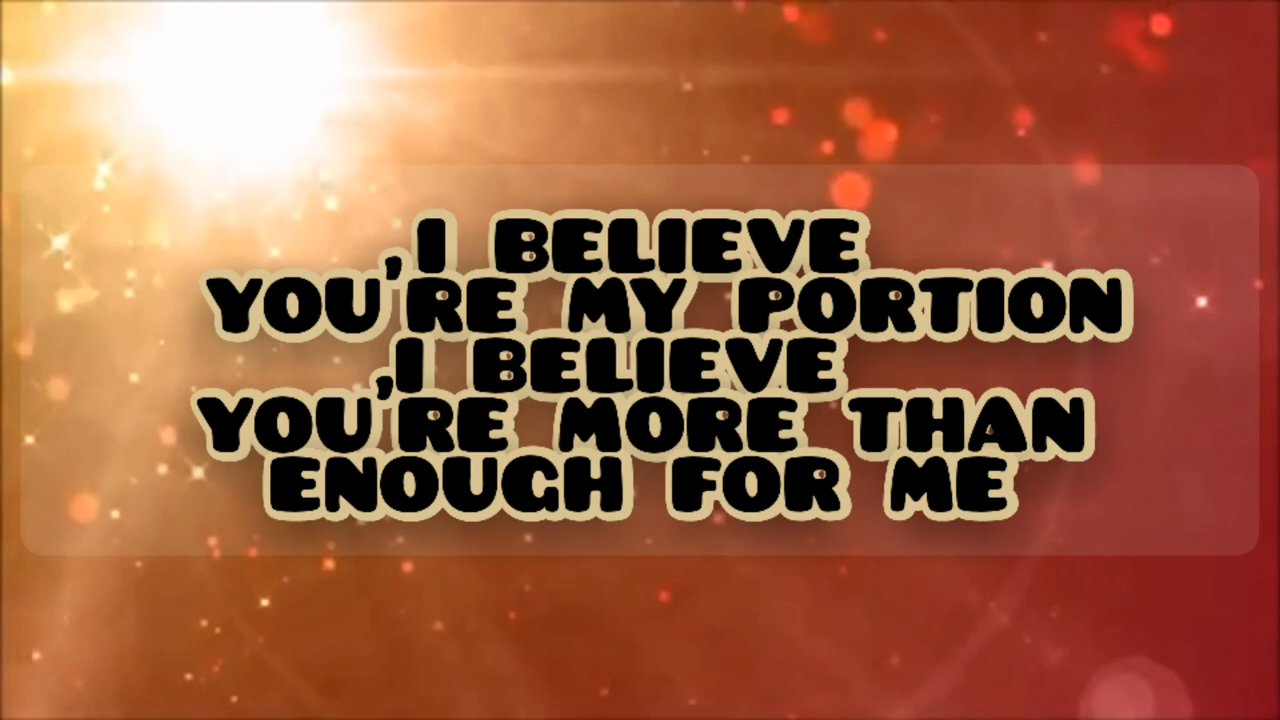 ,I BELIEVE
YOU'RE MY PORTION
,I BELIEVE
YOU'RE MORE THAN
ENOUGH FOR ME